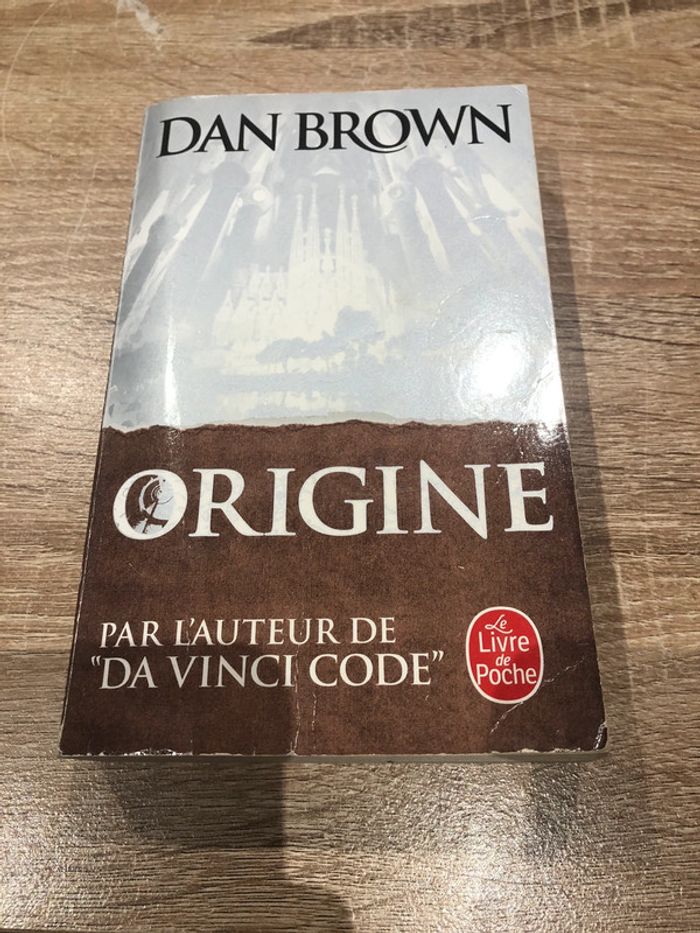 DAN BROWN
ORIGINE
PAR L'AUTEUR DE
"DA VINCI CODE"
Le
Livre
de
Poche